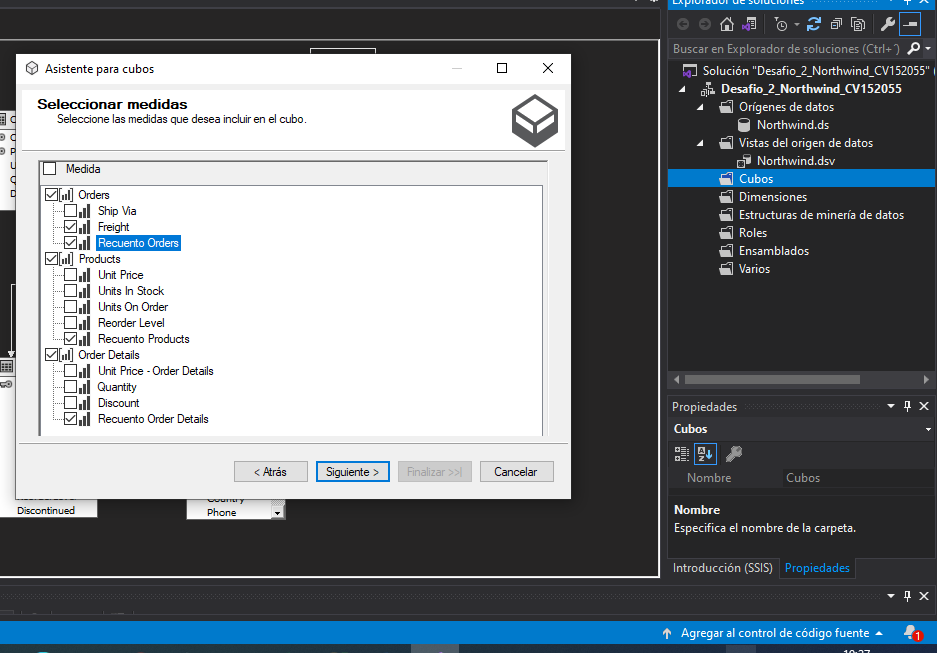 Explorador de soluciones
Asistente para cubos
Seleccionar medidas
Seleccione las medidas que desea incluir en el cubo.
Medida
Orders
Ship Via
Freight
Recuento Orders
Products
Unit Price
Units In Stock
Units On Order
Reorder Level
Recuento Products
Order Details
Unit Price - Order Details
Quantity
Discount
Recuento Order Details
< Atrás
Siguiente >
Finalizar >>|
Cancelar
Discontinued
Country
Phone
Buscar en Explorador de soluciones (Ctrl+´)
Solución "Desafio_2_Northwind_CV152055" (
Desafio_2_Northwind_CV152055
Orígenes de datos
Northwind.ds
Vistas del origen de datos
Northwind.dsv
Cubos
Dimensiones
Estructuras de minería de datos
Roles
Ensamblados
Varios
Propiedades
Cubos
Nombre Cubos
Nombre
Especifica el nombre de la carpeta.
Introducción (SSIS) Propiedades
Agregar al control de código fuente
1